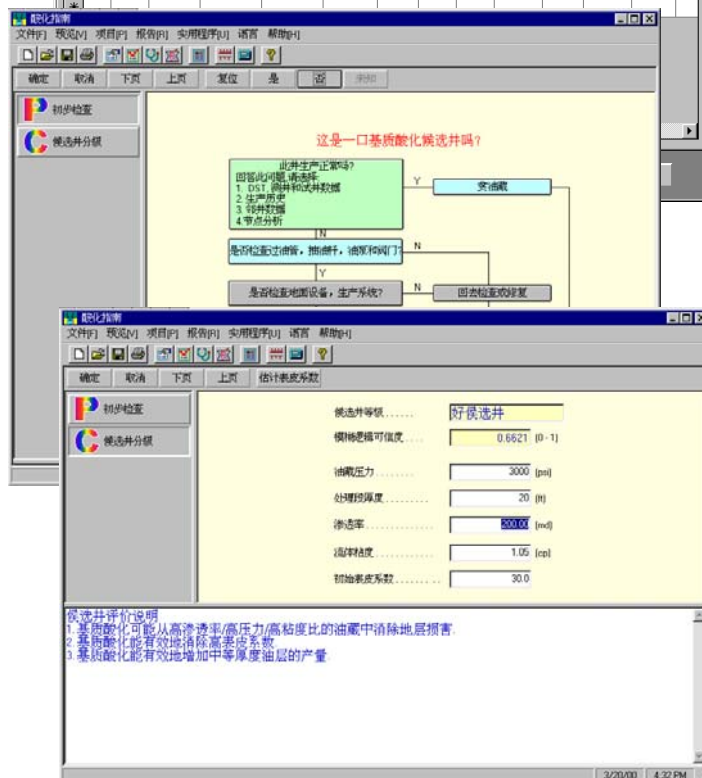 酸化指南
文件[F] 预览[V] 项目[P] 报告[R] 实用程序[U] 语言 帮助[H]
确定 取消 下页 上页 复位 是 否 未知
初步检查
候选井分级
这是一口基质酸化候选井吗?
此井生产正常吗?
回答此问题,请选择:
1. DST, 测井和试井数据
2. 生产历史
3. 邻井数据
4. 节点分析
Y
贫油藏
N
是否检查过油管，抽油杆，油泵和阀门?
N
Y
是否检查地面设备，生产系统?
N
回去检查或修复
酸化指南
文件[F] 预览[V] 项目[P] 报告[R] 实用程序[U] 语言 帮助[H]
确定 取消 下页 上页 估计表皮系数
初步检查
候选井分级
候选井等级...... 好侯选井
模糊逻辑可信度.... 0.6621 (0 - 1)
油藏压力........ 3000 (psi)
处理段厚度......... 20 (ft)
渗透率.............. 200.00 (md)
流体粘度............ 1.05 (cp)
初始表皮系数......... 30.0
侯选井评价说明
1. 基质酸化可能从高渗透率/高压力/高粘度比的油藏中消除地层损害.
2. 基质酸化能有效地消除高表皮系数.
3. 基质酸化能有效地增加中等厚度油层的产量.
3/20/00 4:32 PM